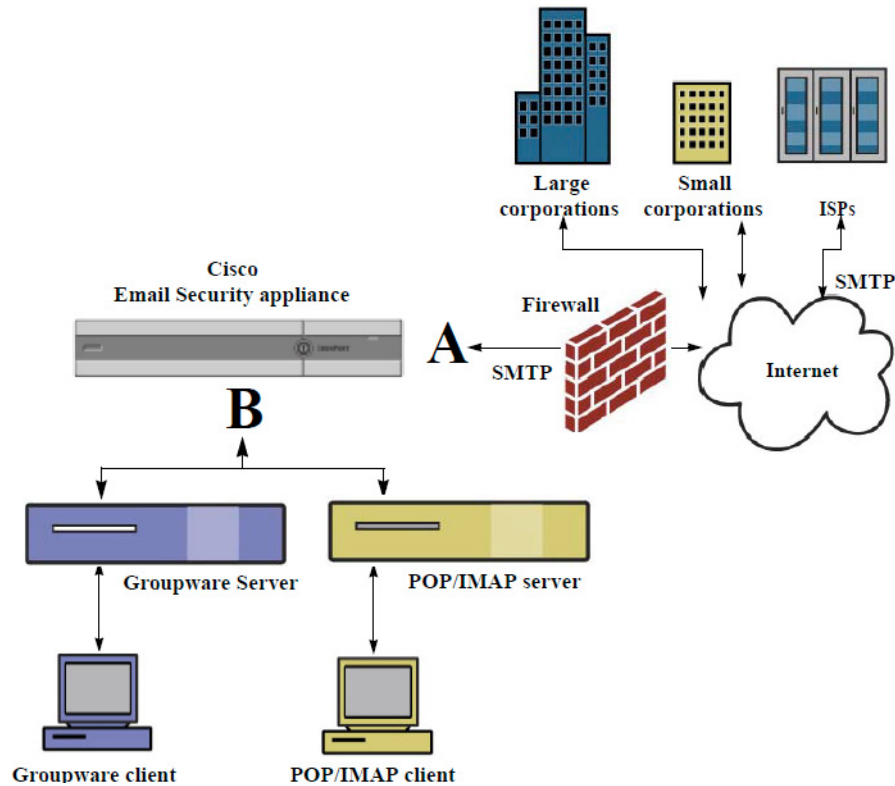 Large
corporations
Small
corporations
ISPs
Cisco
Email Security appliance
Firewall
SMTP
A
SMTP
Internet
B
Groupware Server
POP/IMAP server
Groupware client
POP/IMAP client